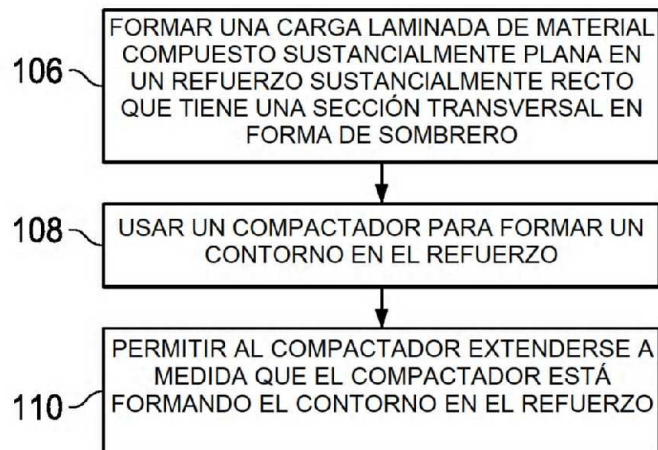 106
FORMAR UNA CARGA LAMINADA DE MATERIAL
COMPUESTO SUSTANCIALMENTE PLANA EN
UN REFUERZO SUSTANCIALMENTE RECTO
QUE TIENE UNA SECCIÓN TRANSVERSAL EN
FORMA DE SOMBRERO
108
USAR UN COMPACTADOR PARA FORMAR UN
CONTORNO EN EL REFUERZO
110
PERMITIR AL COMPACTADOR EXTENDERSE A
MEDIDA QUE EL COMPACTADOR ESTÁ
FORMANDO EL CONTORNO EN EL REFUERZO